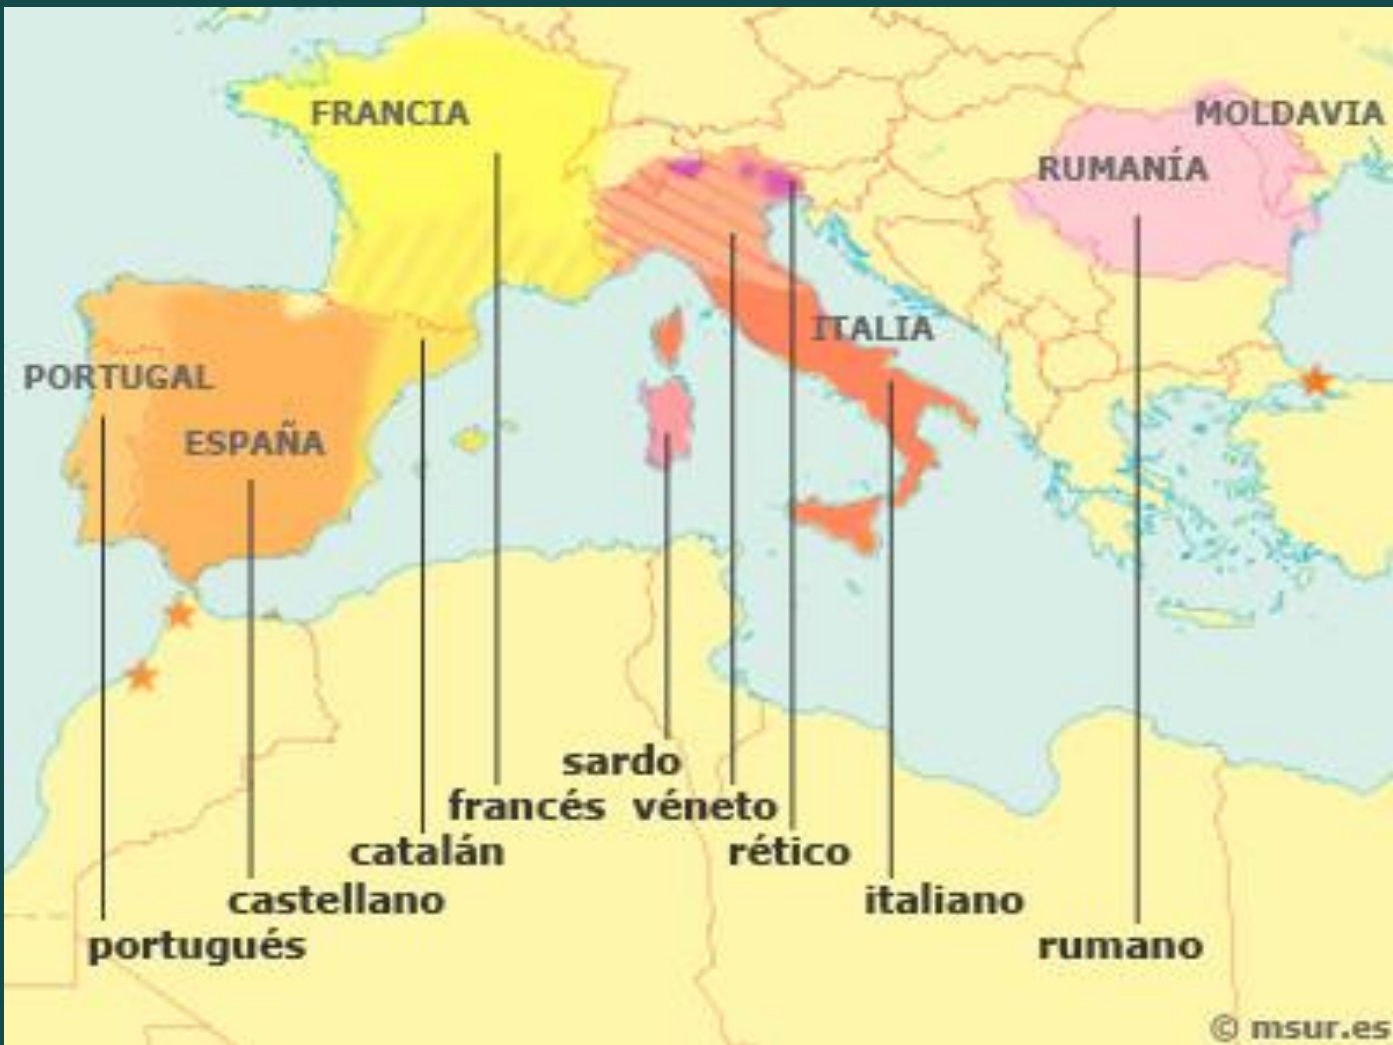 FRANCIA
MOLDAVIA
RUMANÍA
ITALIA
PORTUGAL
ESPAÑA
sardo
francés véneto
catalán rético
castellano italiano
portugués rumano
© msur.es